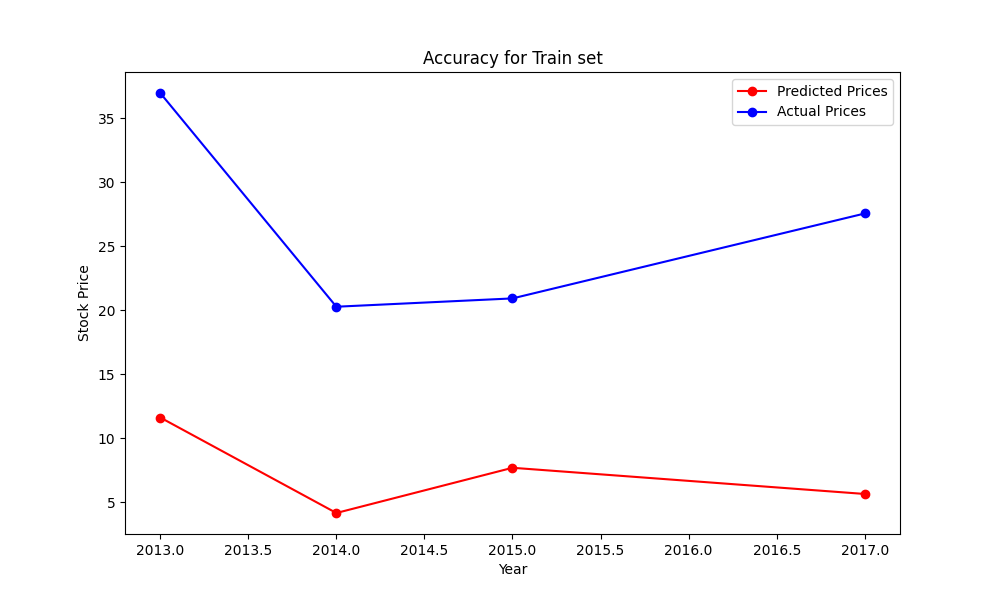 Accuracy for Train set
Predicted Prices
Actual Prices
Stock Price
35
30
25
20
15
10
5
2013.0 2013.5 2014.0 2014.5 2015.0 2015.5 2016.0 2016.5 2017.0
Year